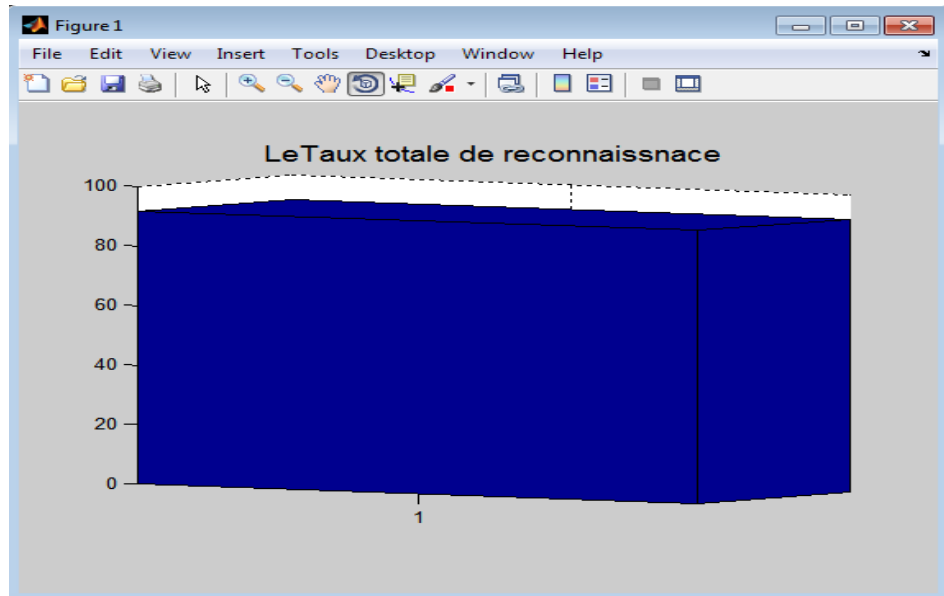 Figure 1
File Edit View Insert Tools Desktop Window Help
LeTaux totale de reconnaissnace
100
80
60
40
20
0
1